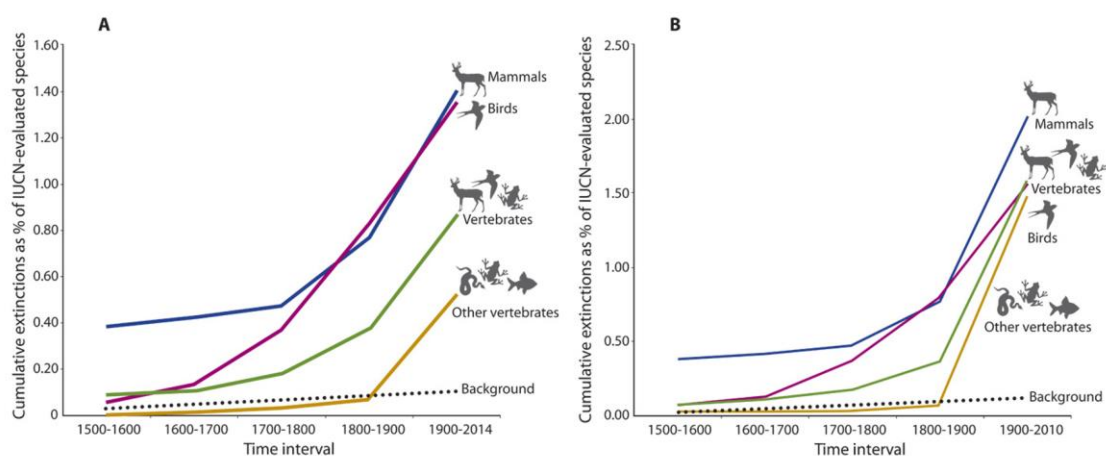 A
Cumulative extinctions as % of IUCN-evaluated species
1.60
1.40
1.20
1.00
0.80
0.60
0.40
0.20
0
Mammals
Birds
Vertebrates
Other vertebrates
Background
1500-1600 1600-1700 1700-1800 1800-1900 1900-2014
Time interval
B
Cumulative extinctions as % of IUCN-evaluated species
2.50
2.00
1.50
1.00
0.50
0.00
Mammals
Vertebrates
Birds
Other vertebrates
Background
1500-1600 1600-1700 1700-1800 1800-1900 1900-2010
Time interval